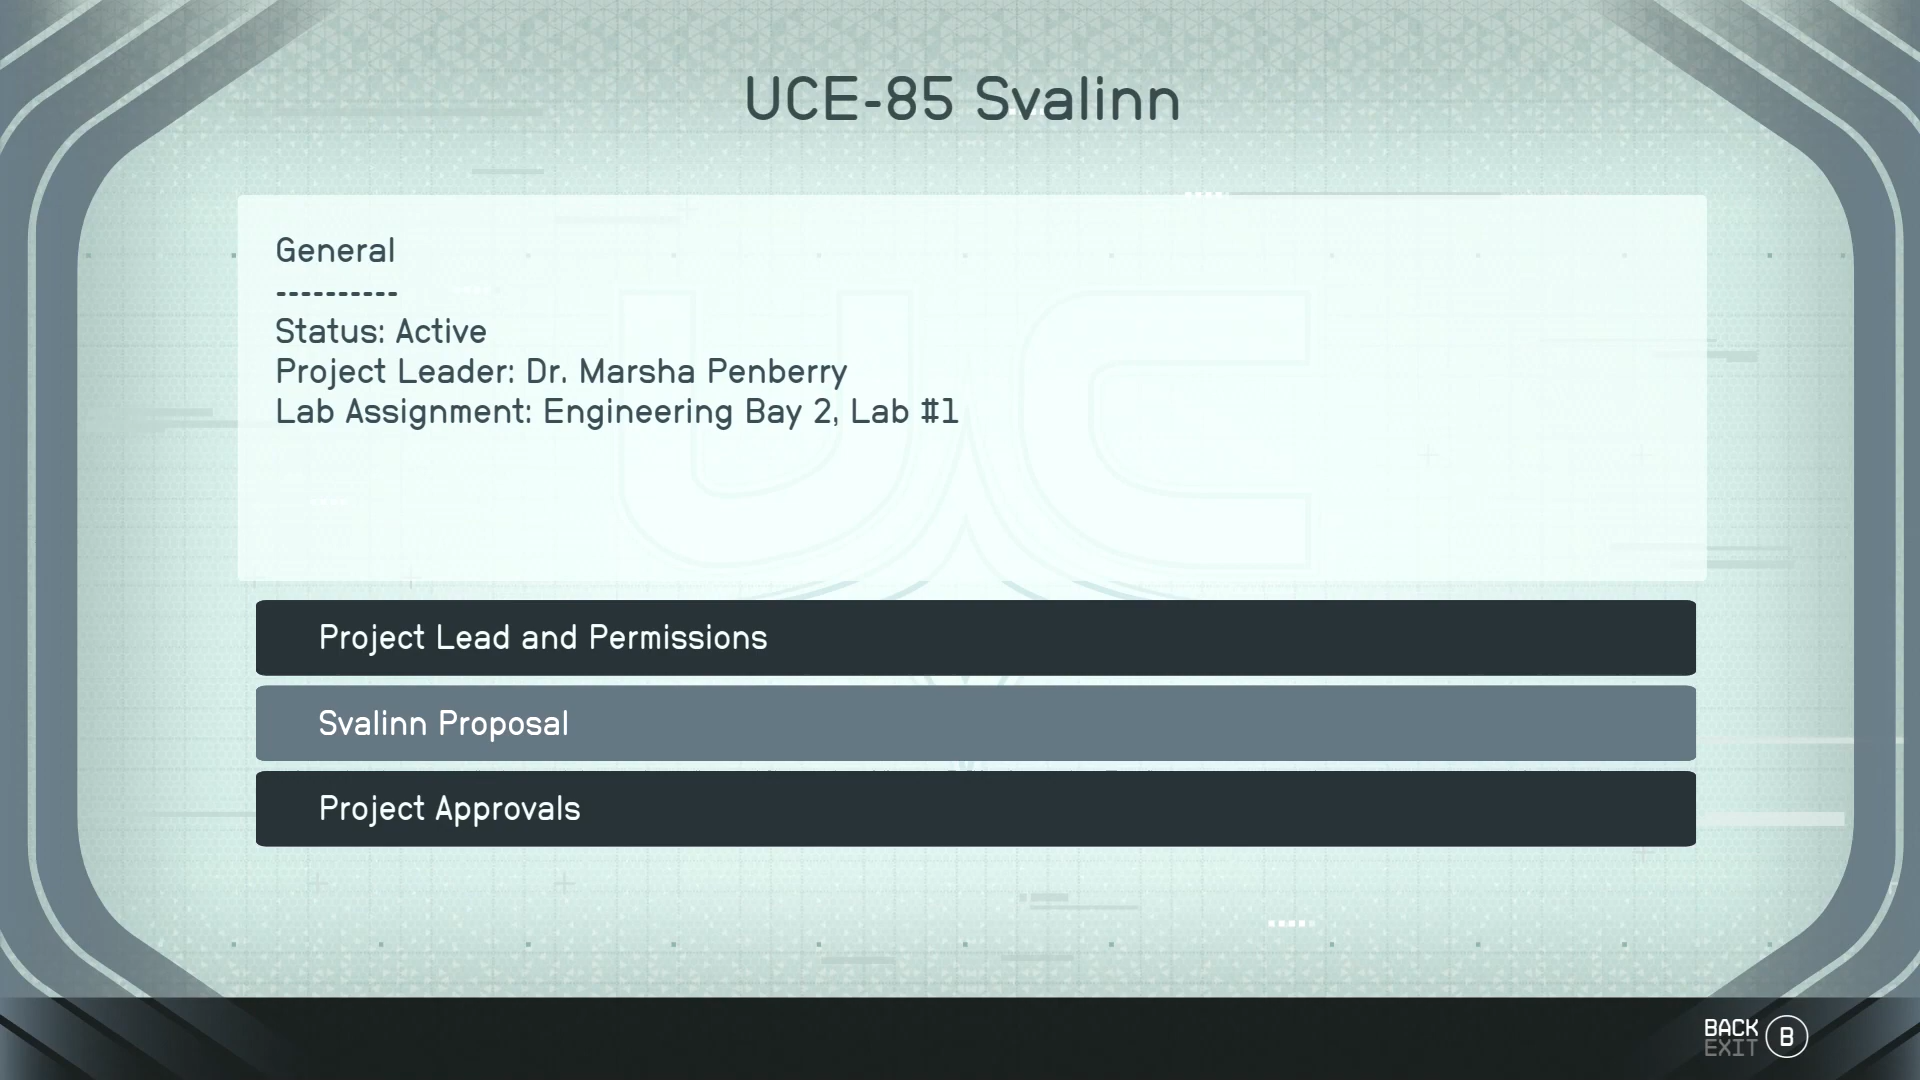 UCE-85 Svalinn
General
----------
Status: Active
Project Leader: Dr. Marsha Penberry
Lab Assignment: Engineering Bay 2, Lab #1
UC
Project Lead and Permissions
Svalinn Proposal
Project Approvals
BACK
EXIT
B